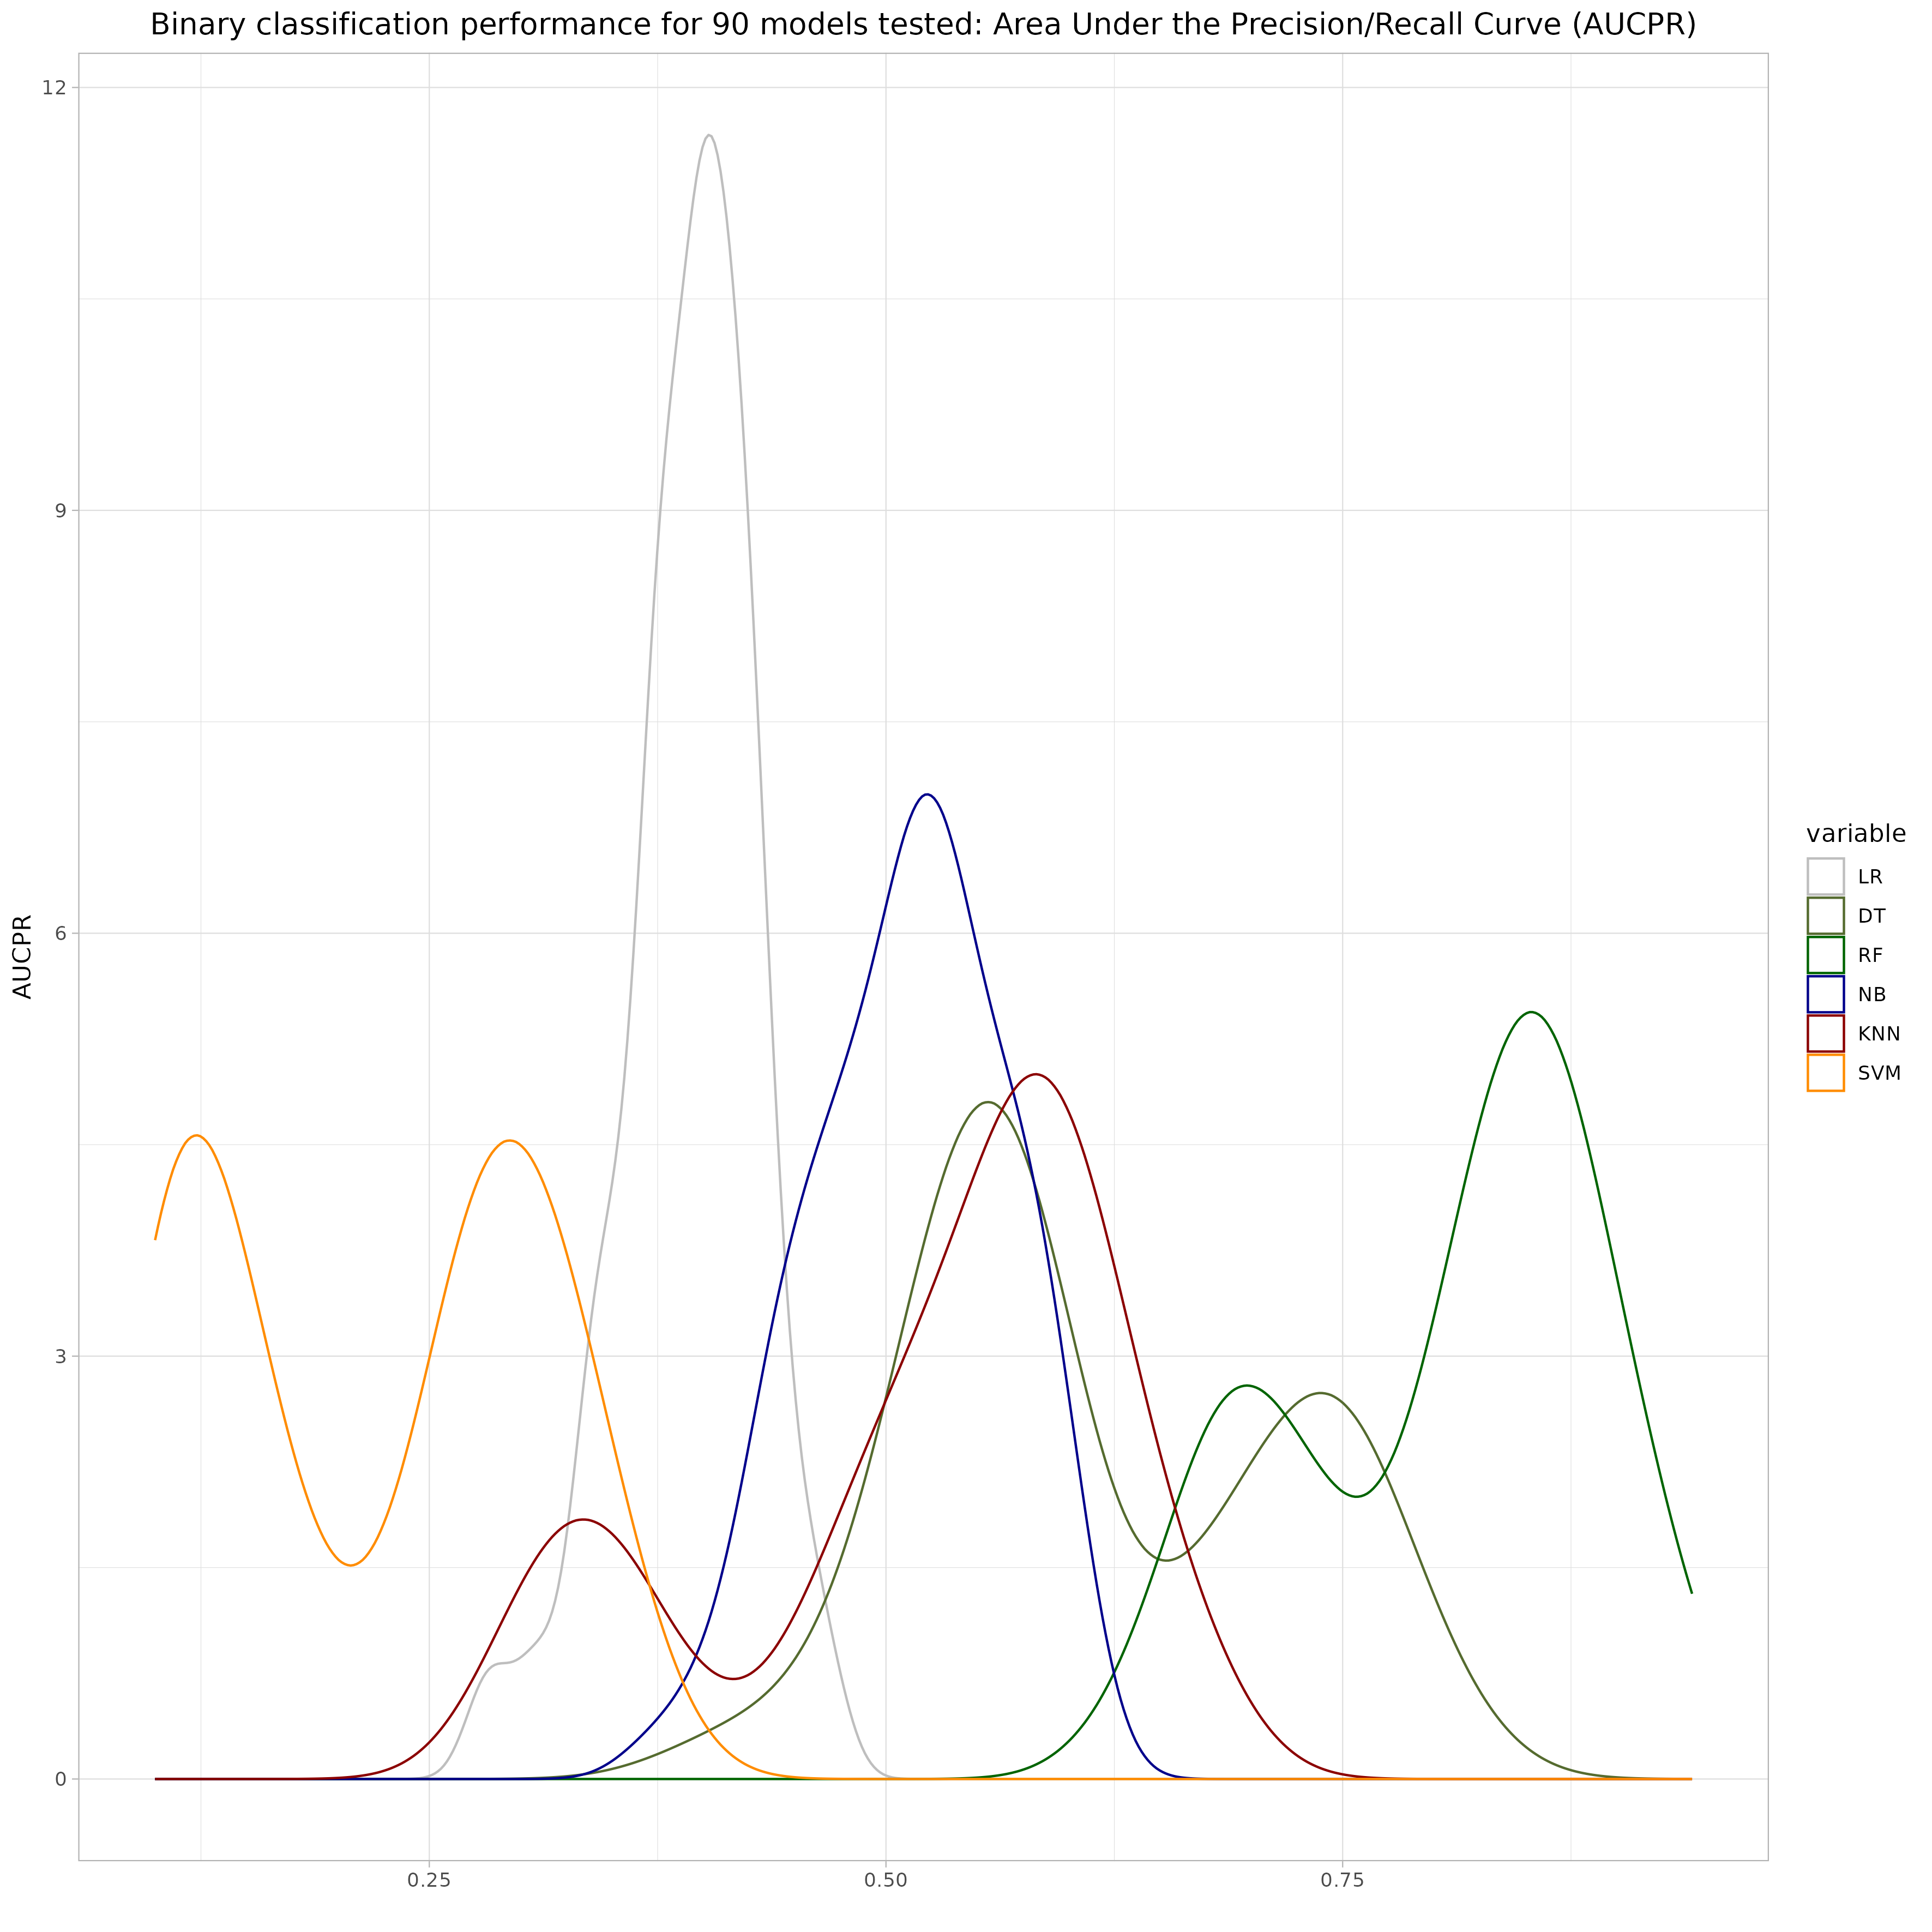 Binary classification performance for 90 models tested: Area Under the Precision/Recall Curve (AUCPR)
12
9
6
3
0
AUCPR
0.25 0.50 0.75
variable
LR
DT
RF
NB
KNN
SVM